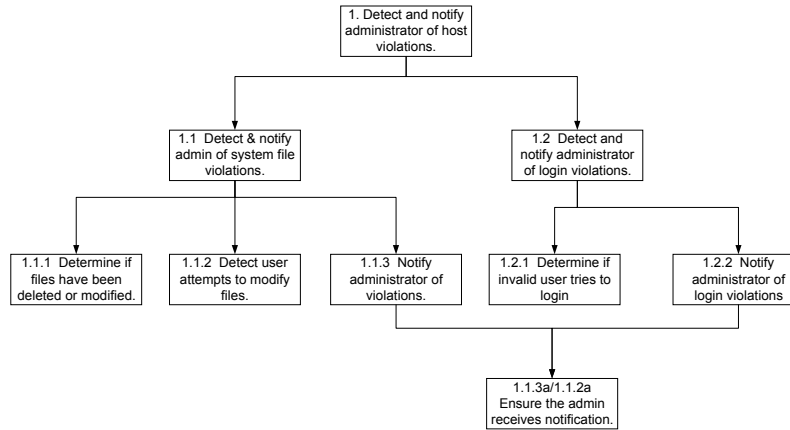 1. Detect and notify
administrator of host
violations.
1.1 Detect & notify
admin of system file
violations.
1.2 Detect and
notify administrator
of login violations.
1.1.1 Determine if
files have been
deleted or modified.
1.1.2 Detect user
attempts to modify
files.
1.1.3 Notify
administrator of
violations.
1.2.1 Determine if
invalid user tries to
login
1.2.2 Notify
administrator of
login violations
1.1.3a/1.1.2a
Ensure the admin
receives notification.